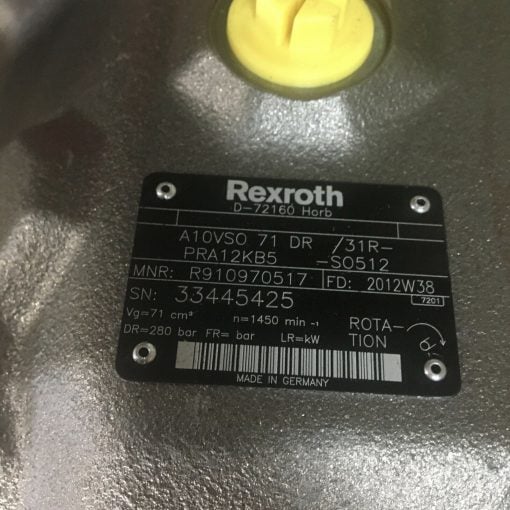 Rexroth
D-72160 Horb
A10VSO 71 DR /31R-
PRA12KB5 -S0512
MNR: R910970517 FD: 2012W38
7201
SN: 33445425
Vg=71 cm³ n=1450 min -1
DR=280 bar FR= bar LR=kW
ROTA-
TION
MADE IN GERMANY